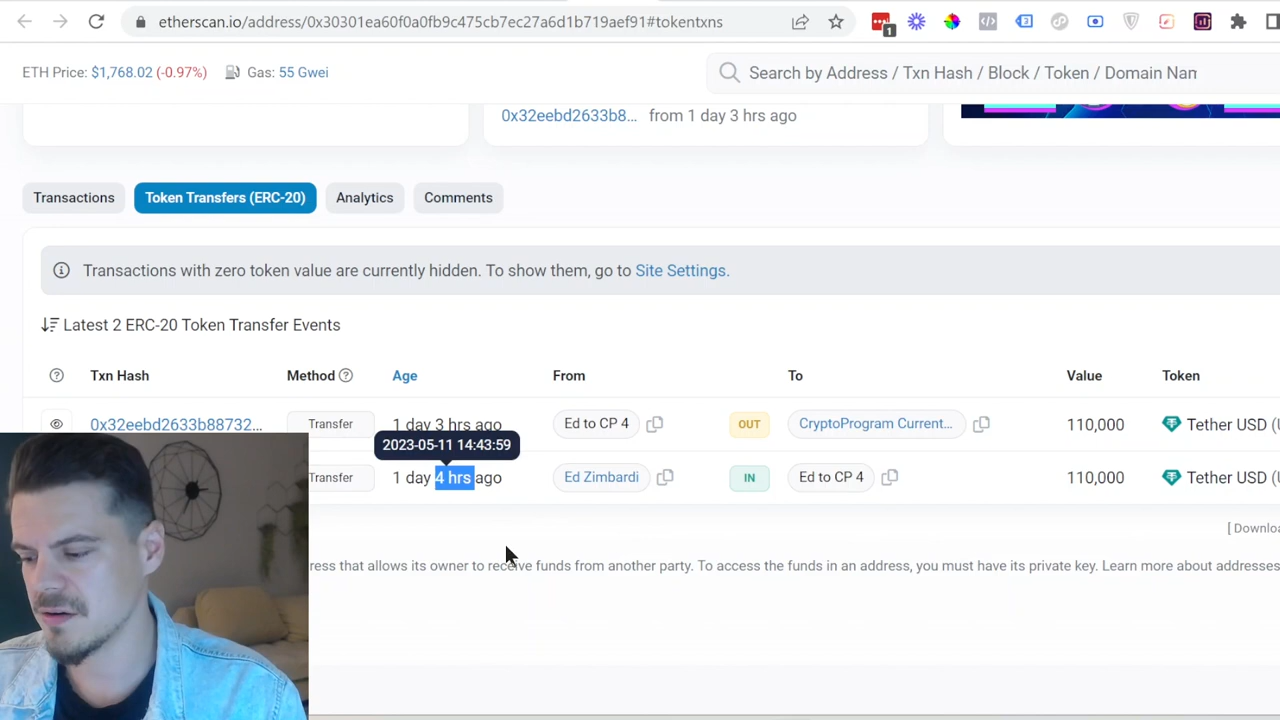 etherscan.io/address/0x30301ea60f0a0fb9c475cb7ec27a6d1b719aef91#tokentxns
1
ETH Price: $1,768.02 (-0.97%) Gas: 55 Gwei
Search by Address / Txn Hash / Block / Token / Domain Nam
0x32eebd2633b8... from 1 day 3 hrs ago
Transactions Token Transfers (ERC-20) Analytics Comments
Transactions with zero token value are currently hidden. To show them, go to Site Settings.
Latest 2 ERC-20 Token Transfer Events
Txn Hash Method Age From To Value Token
0x32eebd2633b88732... Transfer 1 day 3 hrs ago Ed to CP 4 OUT CryptoProgram Current... 110,000 Tether USD (U
2023-05-11 14:43:59
Transfer 1 day 4 hrs ago Ed Zimbardi IN Ed to CP 4 110,000 Tether USD (U
[ Downloa
ress that allows its owner to receive funds from another party. To access the funds in an address, you must have its private key. Learn more about addresses